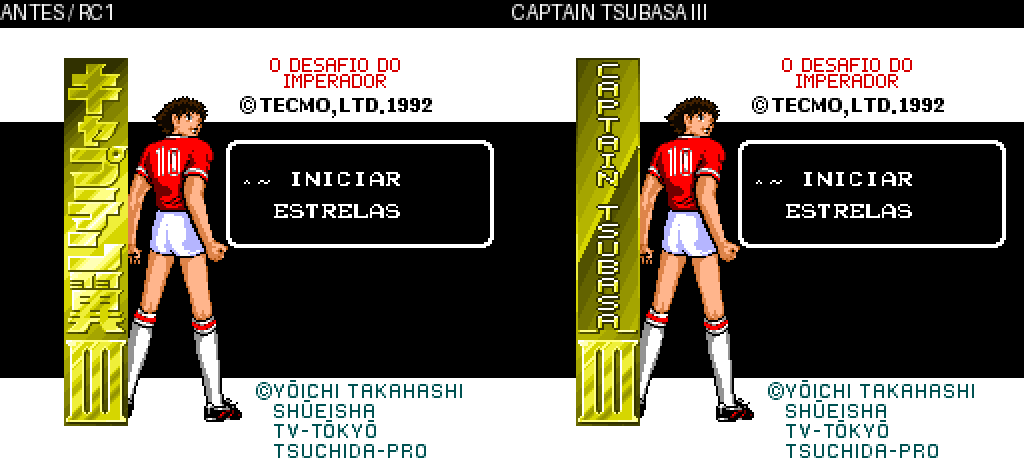 ANTES / RC1
キャプテン翼
III
O DESAFIO DO
IMPERADOR
©TECMO,LTD.1992
10
INICIAR
ESTRELAS
©YŌICHI TAKAHASHI
SHŪEISHA
TV-TŌKYŌ
TSUCHIDA-PRO
CAPTAIN TSUBASA III
CAPTAIN TSUBASA
III
O DESAFIO DO
IMPERADOR
©TECMO,LTD.1992
10
INICIAR
ESTRELAS
©YŌICHI TAKAHASHI
SHŪEISHA
TV-TŌKYŌ
TSUCHIDA-PRO